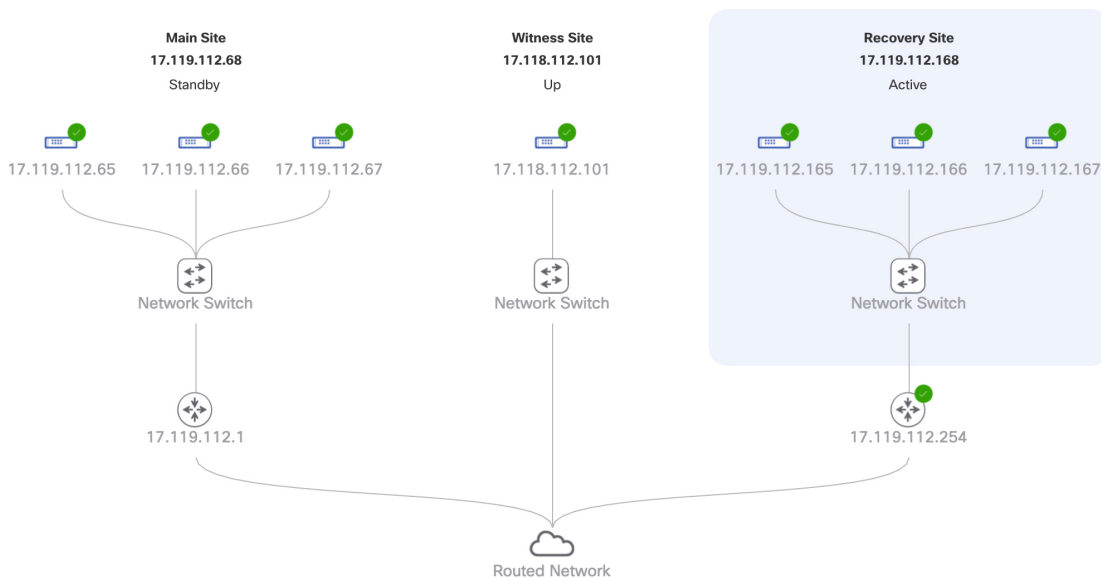 Main Site
17.119.112.68
Standby
Witness Site
17.118.112.101
Up
Recovery Site
17.119.112.168
Active
17.119.112.65
17.119.112.66
17.119.112.67
17.118.112.101
17.119.112.165
17.119.112.166
17.119.112.167
Network Switch
Network Switch
Network Switch
17.119.112.1
17.119.112.254
Routed Network